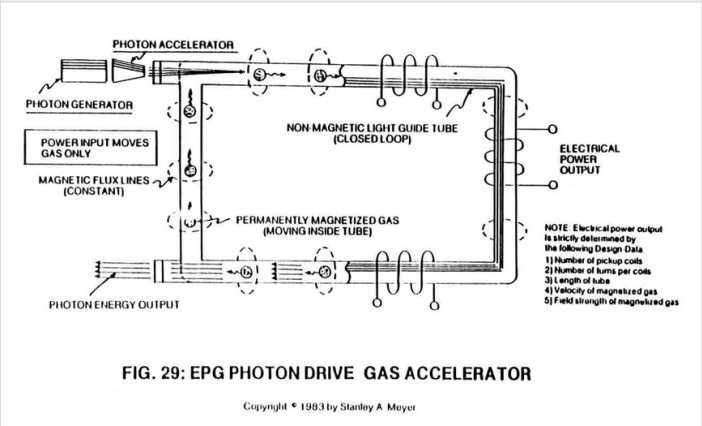 PHOTON ACCELERATOR
PHOTON GENERATOR
POWER INPUT MOVES
GAS ONLY
MAGNETIC FLUX LINES
(CONSTANT)
NON-MAGNETIC LIGHT GUIDE TUBE
(CLOSED LOOP)
ELECTRICAL
POWER
OUTPUT
PERMANENTLY MAGNETIZED GAS
(MOVING INSIDE TUBE)
PHOTON ENERGY OUTPUT
NOTE: Electrical power output
is strictly determined by
the following Design Data:
1) Number of pickup coils
2) Number of turns per coils
3) Length of tube
4) Velocity of magnetized gas
5) Field strength of magnetized gas
FIG. 29: EPG PHOTON DRIVE GAS ACCELERATOR
Copyright © 1983 by Stanley A Meyer